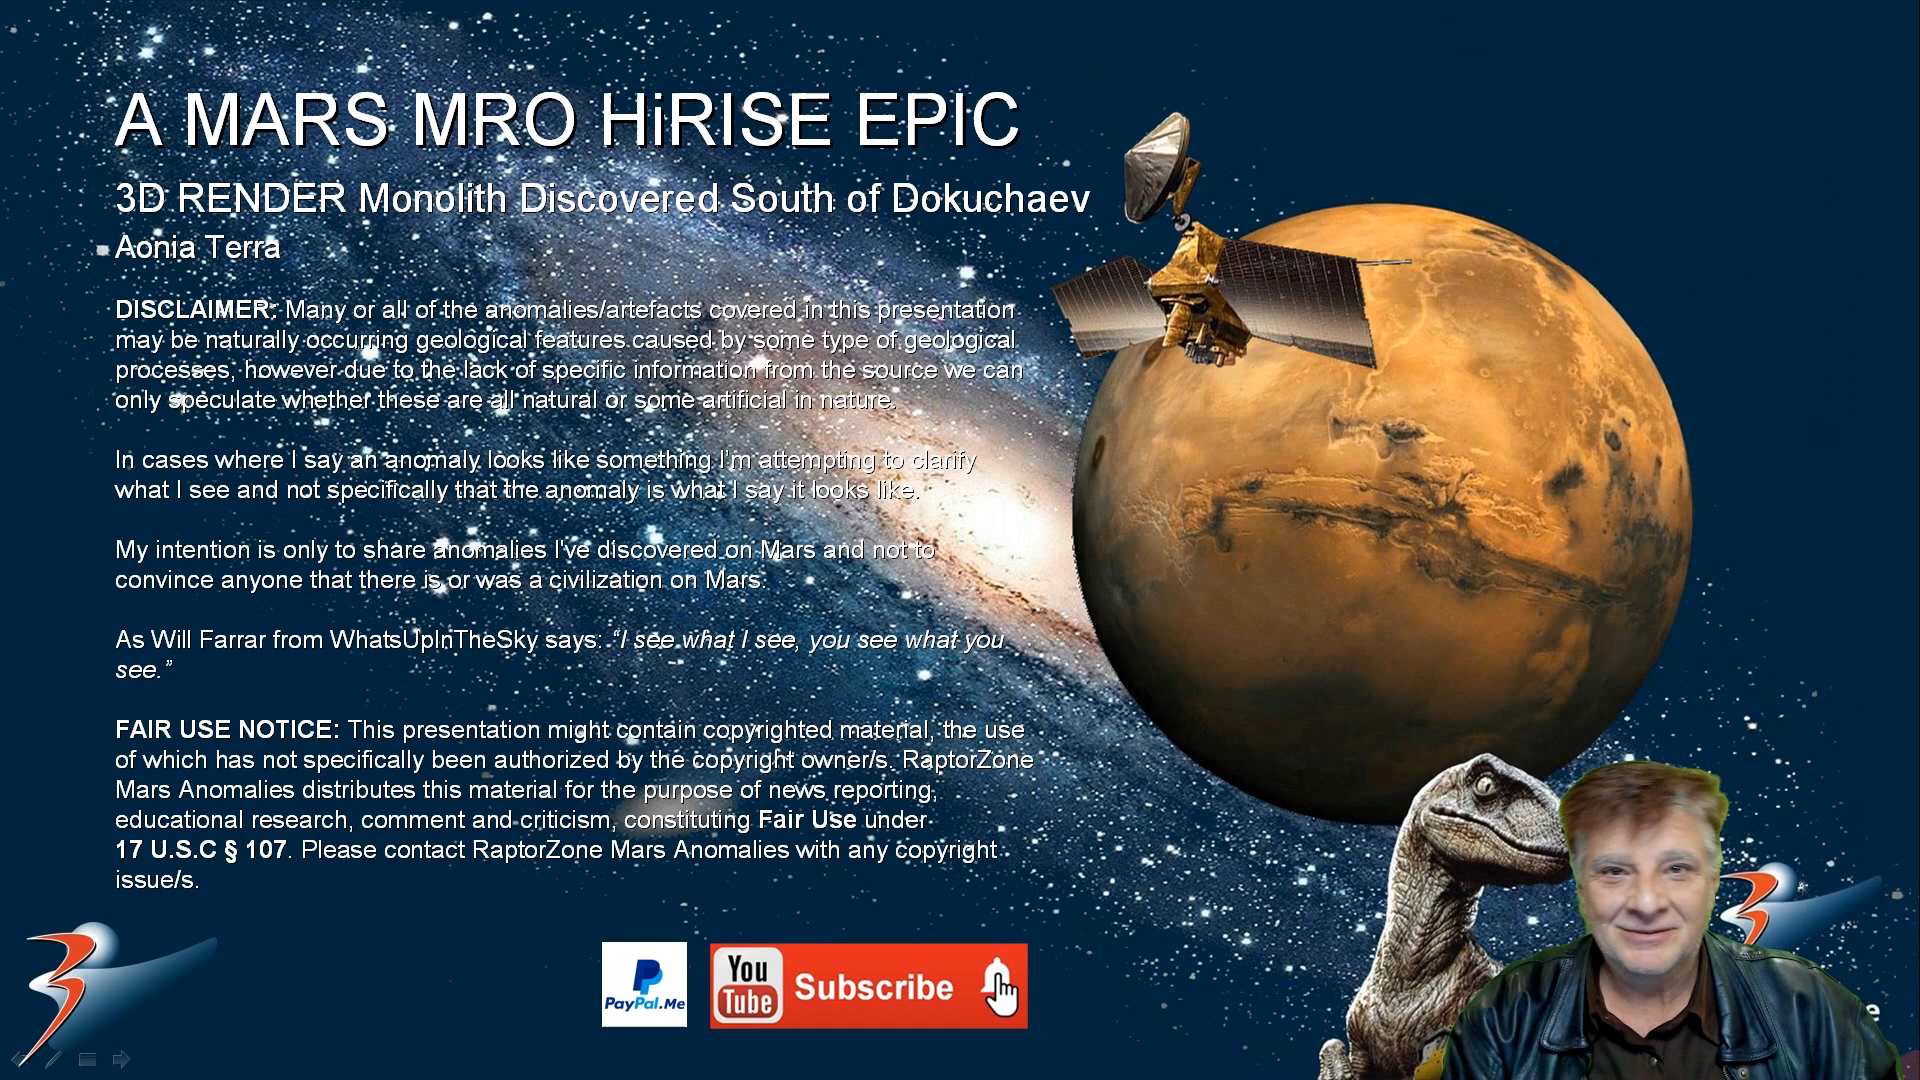 A MARS MRO HiRISE EPIC
3D RENDER Monolith Discovered South of Dokuchaev
Aonia Terra
DISCLAIMER: Many or all of the anomalies/artefacts covered in this presentation
may be naturally occurring geological features caused by some type of geological
processes, however due to the lack of specific information from the source we can
only speculate whether these are all natural or some artificial in nature.
In cases where I say an anomaly looks like something I'm attempting to clarify
what I see and not specifically that the anomaly is what I say it looks like.
My intention is only to share anomalies I've discovered on Mars and not to
convince anyone that there is or was a civilization on Mars.
As Will Farrar from WhatsUpInTheSky says: “I see what I see, you see what you
see.”
FAIR USE NOTICE: This presentation might contain copyrighted material, the use
of which has not specifically been authorized by the copyright owner/s. RaptorZone
Mars Anomalies distributes this material for the purpose of news reporting,
educational research, comment and criticism, constituting Fair Use under
17 U.S.C § 107. Please contact RaptorZone Mars Anomalies with any copyright
issue/s.
PayPal.Me
You
Tube
Subscribe